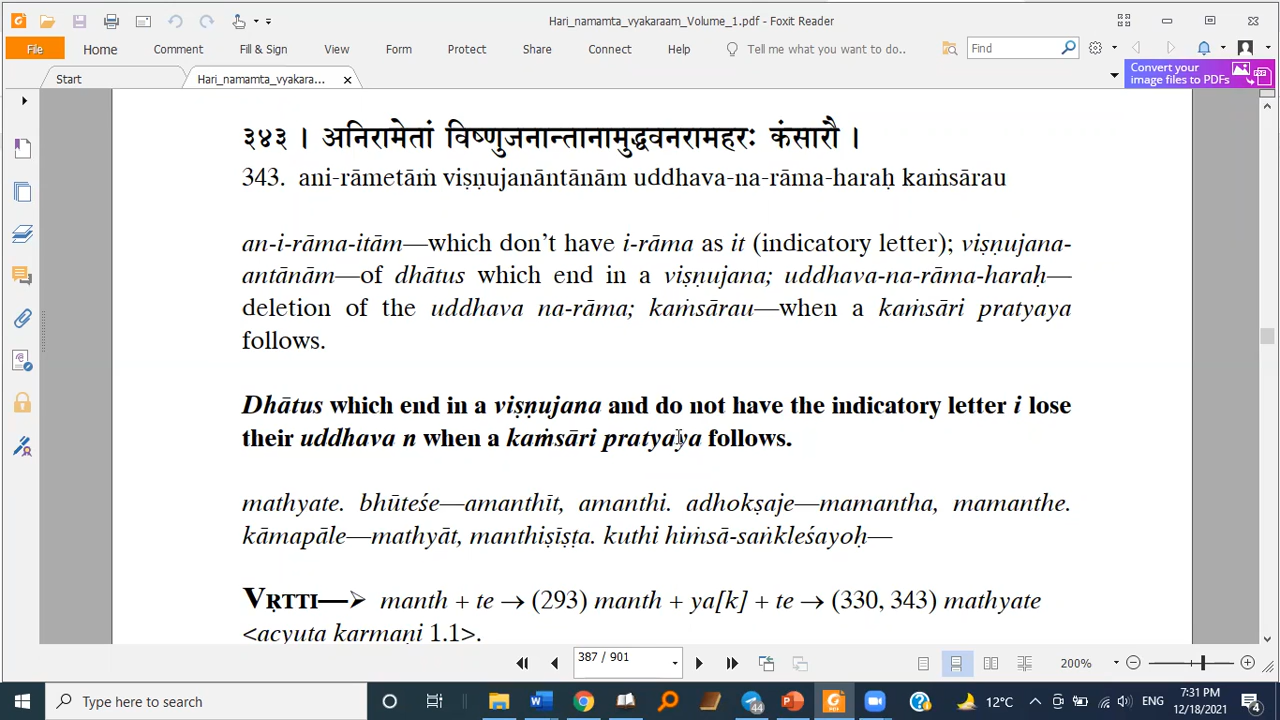 Hari_namamta_vyakaraam_Volume_1.pdf - Foxit Reader
File Home Comment Fill & Sign View Form Protect Share Connect Help Tell me what you want to do.. Find
Start Hari_namamta_vyakaraa... Convert your
image files to PDFs
३४३ । अनिरामेतां विष्णुजनान्तानामुद्धवनरामहरः कंसारौ ।
343. ani-rāmetāṁ viṣṇujanāntānām uddhava-na-rāma-haraḥ kaṁsārau
an-i-rāma-itām—which don’t have i-rāma as it (indicatory letter); viṣṇujana-
antānām—of dhātus which end in a viṣṇujana; uddhava-na-rāma-haraḥ—
deletion of the uddhava na-rāma; kaṁsārau—when a kaṁsāri pratyaya
follows.
Dhātus which end in a viṣṇujana and do not have the indicatory letter i lose
their uddhava n when a kaṁsāri pratyaya follows.
mathyate. bhūteśe—amanthīt, amanthi. adhokṣaje—mamantha, mamanthe.
kāmapāle—mathyāt, manthiṣīṣṭa. kuthi hiṁsā-saṅkleśayoḥ—
VṚTTI—➢ manth + te → (293) manth + ya[k] + te → (330, 343) mathyate
<acyuta karmaṇi 1.1>.
387 / 901 200%
Type here to search 44 12°C ENG 7:31 PM
12/18/2021 4